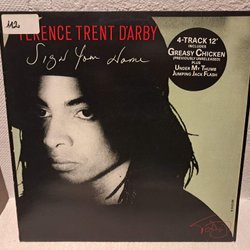 112
TERENCE TRENT D'ARBY
Sign Your Name
4-TRACK 12"
INCLUDES
GREASY CHICKEN
(PREVIOUSLY UNRELEASED)
PLUS
UNDER MY THUMB
JUMPING JACK FLASH